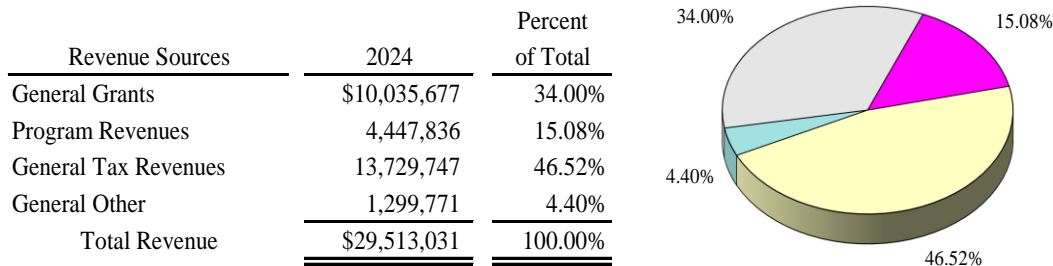 Percent
Revenue Sources 2024 of Total
General Grants $10,035,677 34.00%
Program Revenues 4,447,836 15.08%
General Tax Revenues 13,729,747 46.52%
General Other 1,299,771 4.40%
Total Revenue $29,513,031 100.00%
34.00%
15.08%
4.40%
46.52%